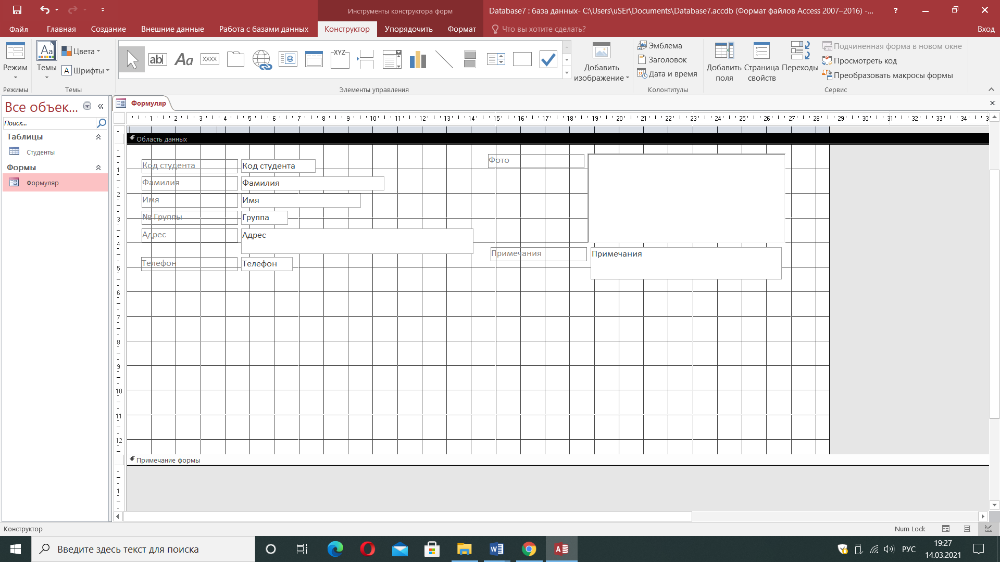 Инструменты конструктора форм
Database7 : база данных- C:\Users\uSEr\Documents\Database7.accdb (Формат файлов Access 2007–2016) -...
?
Файл Главная Создание Внешние данные Работа с базами данных Конструктор Упорядочить Формат Что вы хотите сделать? Вход
Режим
Режимы
Aa
Темы
Цвета
A Шрифты
Темы
ab| Aa XXXX XYZ
Элементы управления
Добавить
изображение
Эмблема
Заголовок
Дата и время
Колонтитулы
Добавить
поля
Страница
свойств
Переходы
Подчиненная форма в новом окне
Просмотреть код
Преобразовать макросы формы
Сервис
Все объек...
Поиск...
Таблицы
Студенты
Формы
Формуляр
Формуляр
1 2 3 4 5 6 7 8 9 10 11 12 13 14 15 16 17 18 19 20 21 22 23 24 25 26 27 28 29 30 31 32 33 34 3
Область данных
Код студента Код студента
Фамилия Фамилия
Имя Имя
№ Группы Группа
Адрес Адрес
Телефон Телефон
Фото
Примечания Примечания
1
2
3
4
5
6
7
8
9
10
11
12
Примечание формы
1
Конструктор
Num Lock
Введите здесь текст для поиска
W
A
РУС
19:27
14.03.2021